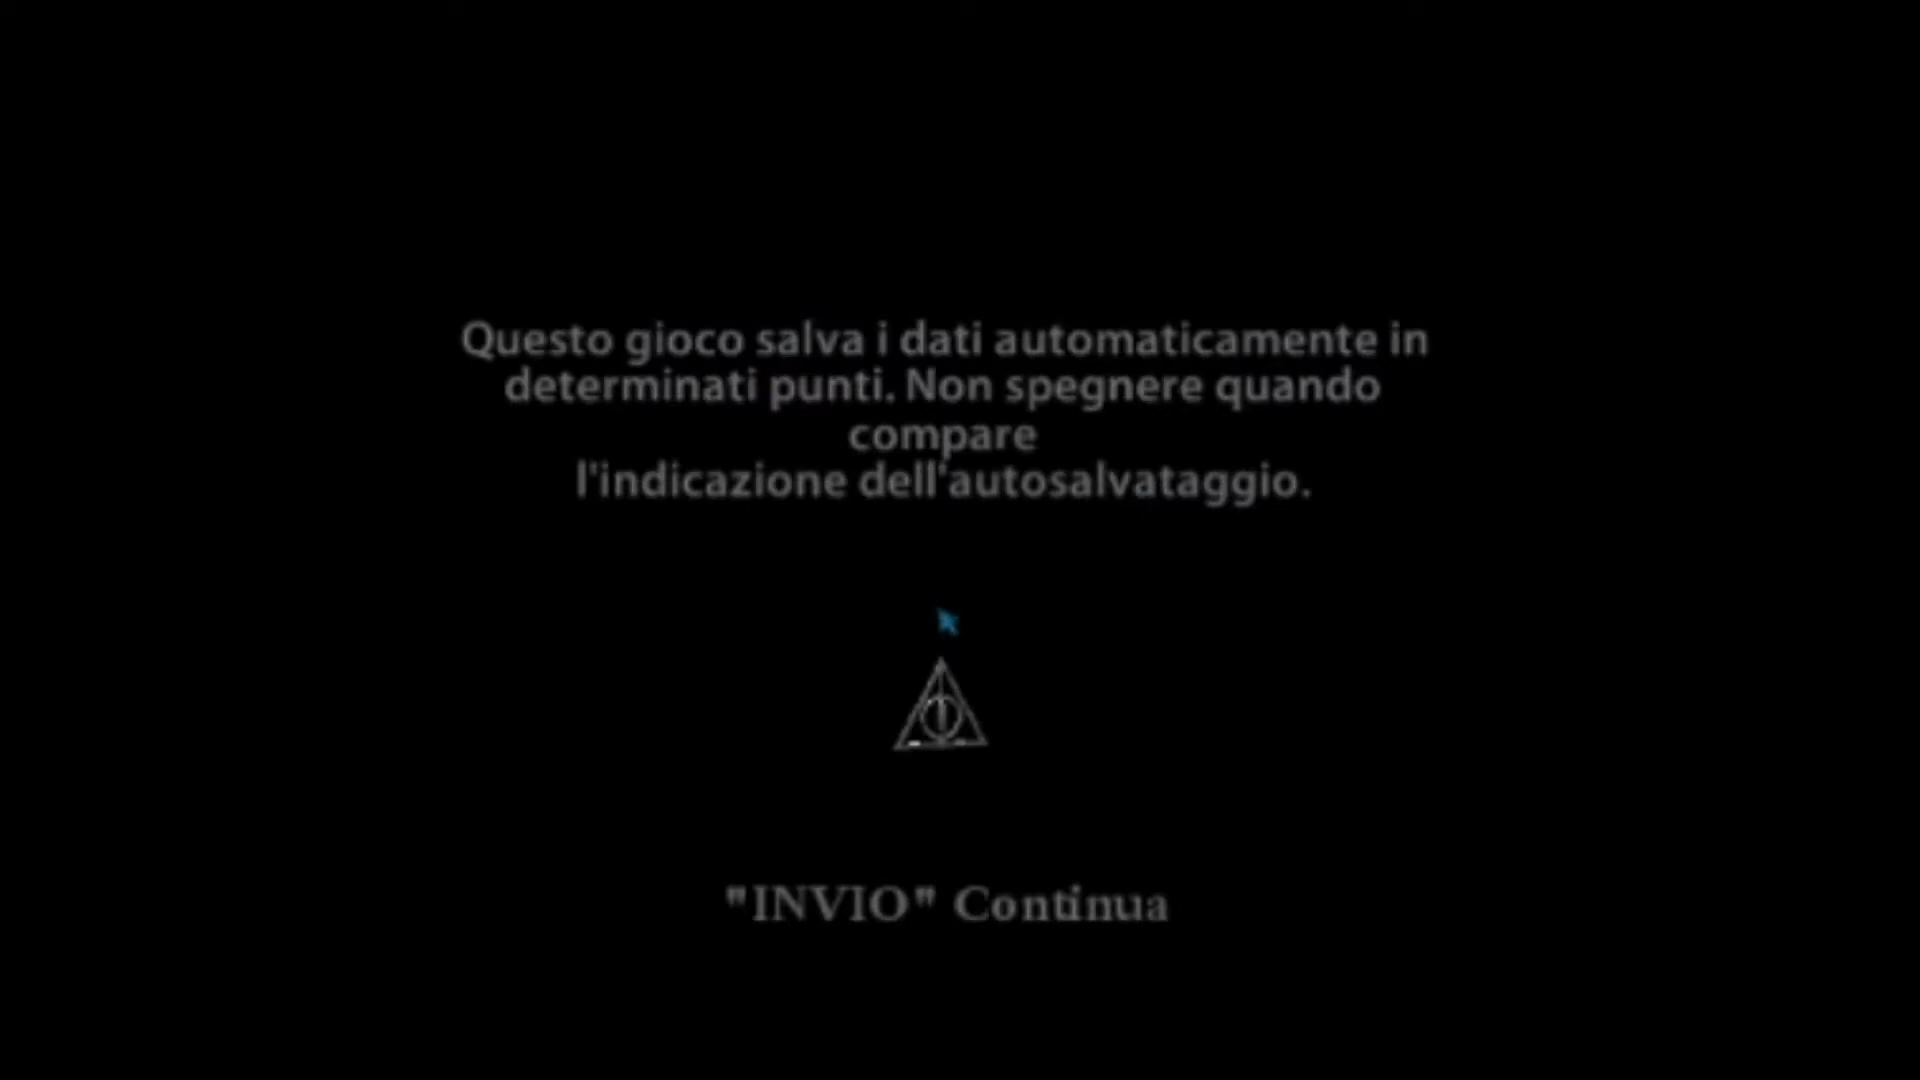 Questo gioco salva i dati automaticamente in
determinati punti. Non spegnere quando
compare
l'indicazione dell'autosalvataggio.
"INVIO" Continua